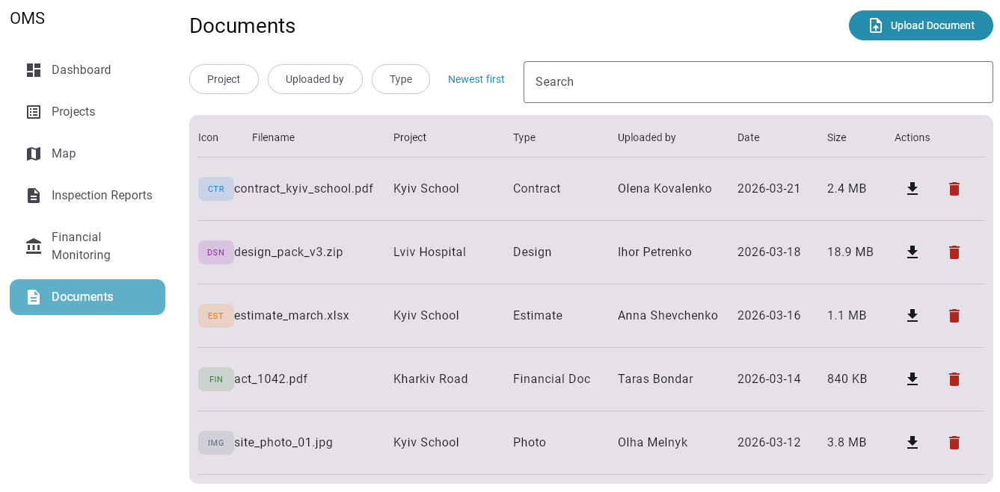 OMS
Dashboard
Projects
Map
Inspection Reports
Financial
Monitoring
Documents
Documents
Upload Document
Project
Uploaded by
Type
Newest first
Search
Icon Filename Project Type Uploaded by Date Size Actions
CTR contract_kyiv_school.pdf Kyiv School Contract Olena Kovalenko 2026-03-21 2.4 MB
DSN design_pack_v3.zip Lviv Hospital Design Ihor Petrenko 2026-03-18 18.9 MB
EST estimate_march.xlsx Kyiv School Estimate Anna Shevchenko 2026-03-16 1.1 MB
FIN act_1042.pdf Kharkiv Road Financial Doc Taras Bondar 2026-03-14 840 KB
IMG site_photo_01.jpg Kyiv School Photo Olha Melnyk 2026-03-12 3.8 MB